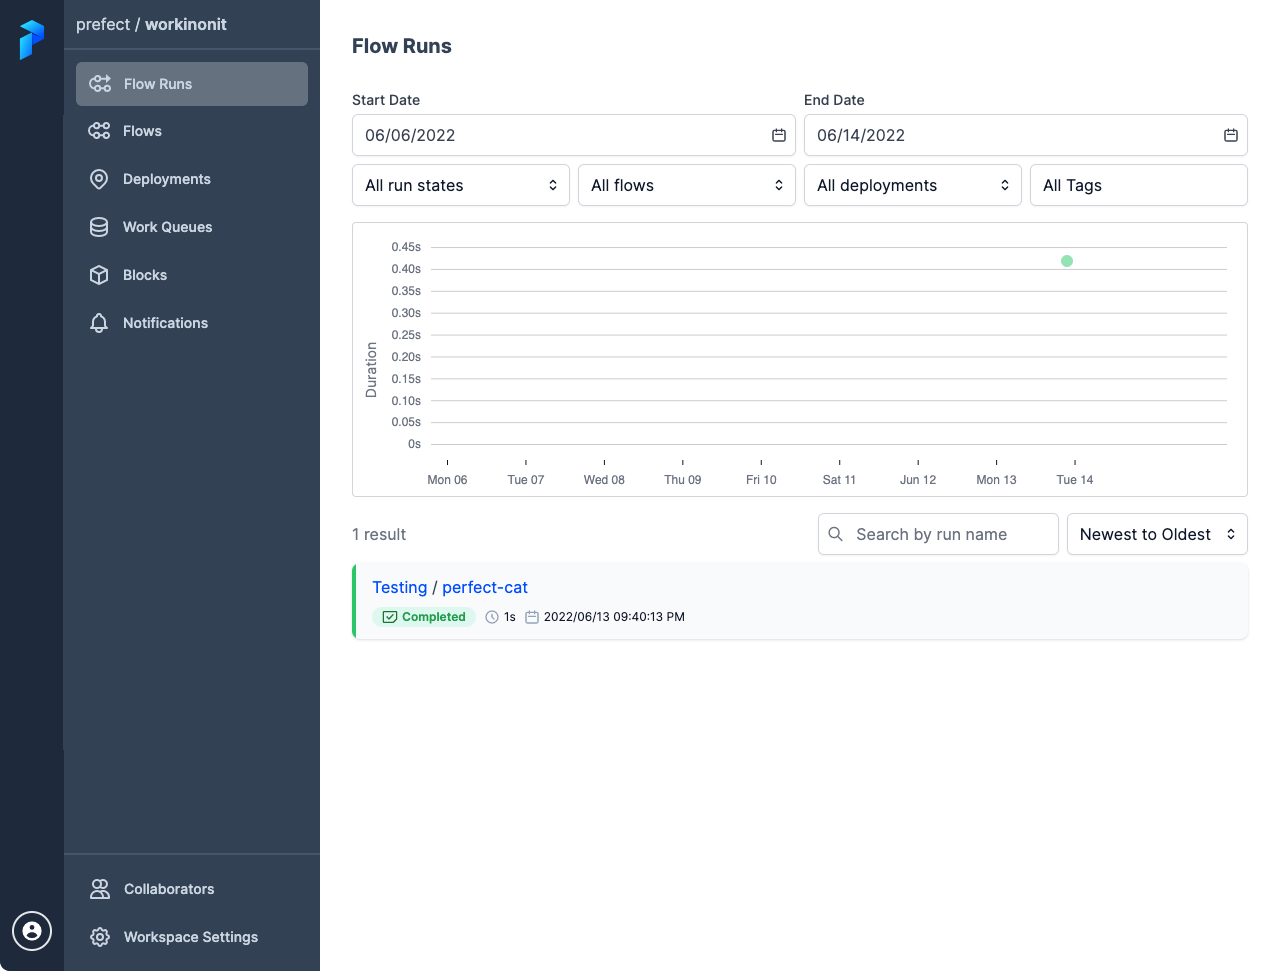 prefect / workinonit
Flow Runs
Flows
Deployments
Work Queues
Blocks
Notifications
Collaborators
Workspace Settings
Flow Runs
Start Date
End Date
06/06/2022
06/14/2022
All run states
All flows
All deployments
All Tags
Duration
0.45s
0.40s
0.35s
0.30s
0.25s
0.20s
0.15s
0.10s
0.05s
0s
Mon 06
Tue 07
Wed 08
Thu 09
Fri 10
Sat 11
Jun 12
Mon 13
Tue 14
1 result
Search by run name
Newest to Oldest
Testing / perfect-cat
Completed 1s 2022/06/13 09:40:13 PM